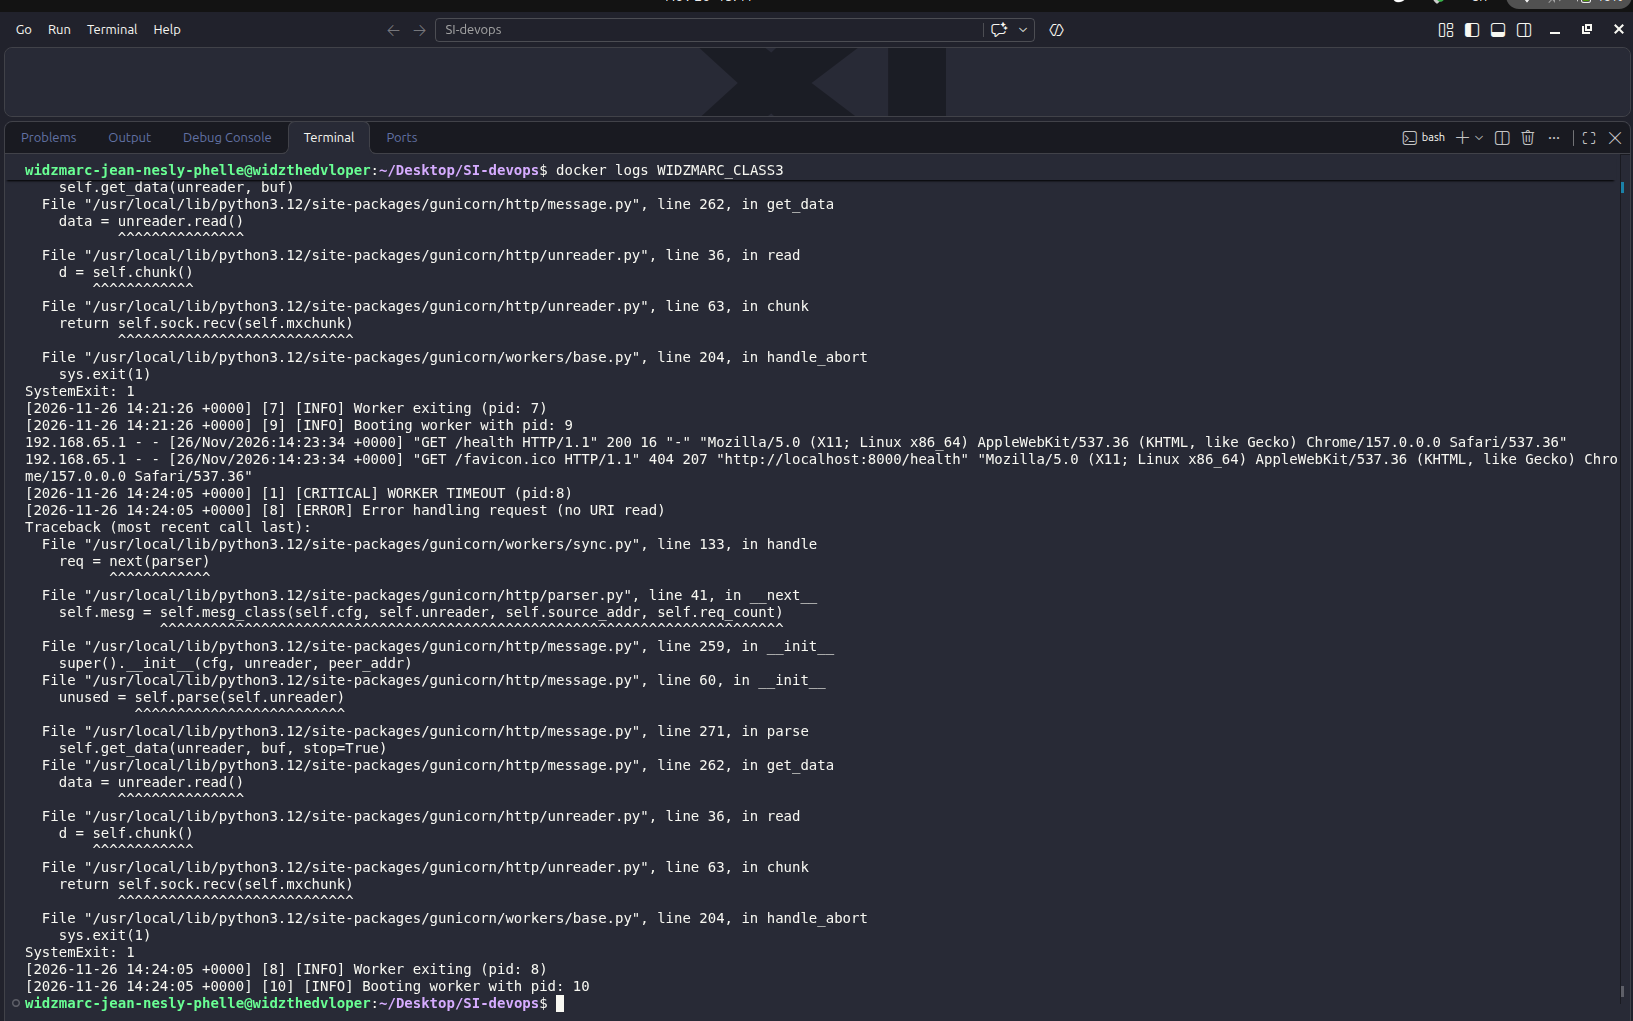 Go Run Terminal Help SI-devops
Problems Output Debug Console Terminal Ports bash
widzmarc-jean-nesly-phelle@widzthedvloper:~/Desktop/SI-devops$ docker logs WIDZMARC_CLASS3
    self.get_data(unreader, buf)
  File "/usr/local/lib/python3.12/site-packages/gunicorn/http/message.py", line 262, in get_data
    data = unreader.read()
           ^^^^^^^^^^^^^^^
  File "/usr/local/lib/python3.12/site-packages/gunicorn/http/unreader.py", line 36, in read
    d = self.chunk()
        ^^^^^^^^^^^^
  File "/usr/local/lib/python3.12/site-packages/gunicorn/http/unreader.py", line 63, in chunk
    return self.sock.recv(self.mxchunk)
           ^^^^^^^^^^^^^^^^^^^^^^^^^^^^
  File "/usr/local/lib/python3.12/site-packages/gunicorn/workers/base.py", line 204, in handle_abort
    sys.exit(1)
SystemExit: 1
[2026-11-26 14:21:26 +0000] [7] [INFO] Worker exiting (pid: 7)
[2026-11-26 14:21:26 +0000] [9] [INFO] Booting worker with pid: 9
192.168.65.1 - - [26/Nov/2026:14:23:34 +0000] "GET /health HTTP/1.1" 200 16 "-" "Mozilla/5.0 (X11; Linux x86_64) AppleWebKit/537.36 (KHTML, like Gecko) Chrome/157.0.0.0 Safari/537.36"
192.168.65.1 - - [26/Nov/2026:14:23:34 +0000] "GET /favicon.ico HTTP/1.1" 404 207 "http://localhost:8000/health" "Mozilla/5.0 (X11; Linux x86_64) AppleWebKit/537.36 (KHTML, like Gecko) Chro
me/157.0.0.0 Safari/537.36"
[2026-11-26 14:24:05 +0000] [1] [CRITICAL] WORKER TIMEOUT (pid:8)
[2026-11-26 14:24:05 +0000] [8] [ERROR] Error handling request (no URI read)
Traceback (most recent call last):
  File "/usr/local/lib/python3.12/site-packages/gunicorn/workers/sync.py", line 133, in handle
    req = next(parser)
          ^^^^^^^^^^^^
  File "/usr/local/lib/python3.12/site-packages/gunicorn/http/parser.py", line 41, in __next__
    self.mesg = self.mesg_class(self.cfg, self.unreader, self.source_addr, self.req_count)
                ^^^^^^^^^^^^^^^^^^^^^^^^^^^^^^^^^^^^^^^^^^^^^^^^^^^^^^^^^^^^^^^^^^^^^^^^^^
  File "/usr/local/lib/python3.12/site-packages/gunicorn/http/message.py", line 259, in __init__
    super().__init__(cfg, unreader, peer_addr)
  File "/usr/local/lib/python3.12/site-packages/gunicorn/http/message.py", line 60, in __init__
    unused = self.parse(self.unreader)
             ^^^^^^^^^^^^^^^^^^^^^^^^^
  File "/usr/local/lib/python3.12/site-packages/gunicorn/http/message.py", line 271, in parse
    self.get_data(unreader, buf, stop=True)
  File "/usr/local/lib/python3.12/site-packages/gunicorn/http/message.py", line 262, in get_data
    data = unreader.read()
           ^^^^^^^^^^^^^^^
  File "/usr/local/lib/python3.12/site-packages/gunicorn/http/unreader.py", line 36, in read
    d = self.chunk()
        ^^^^^^^^^^^^
  File "/usr/local/lib/python3.12/site-packages/gunicorn/http/unreader.py", line 63, in chunk
    return self.sock.recv(self.mxchunk)
           ^^^^^^^^^^^^^^^^^^^^^^^^^^^^
  File "/usr/local/lib/python3.12/site-packages/gunicorn/workers/base.py", line 204, in handle_abort
    sys.exit(1)
SystemExit: 1
[2026-11-26 14:24:05 +0000] [8] [INFO] Worker exiting (pid: 8)
[2026-11-26 14:24:05 +0000] [10] [INFO] Booting worker with pid: 10
widzmarc-jean-nesly-phelle@widzthedvloper:~/Desktop/SI-devops$